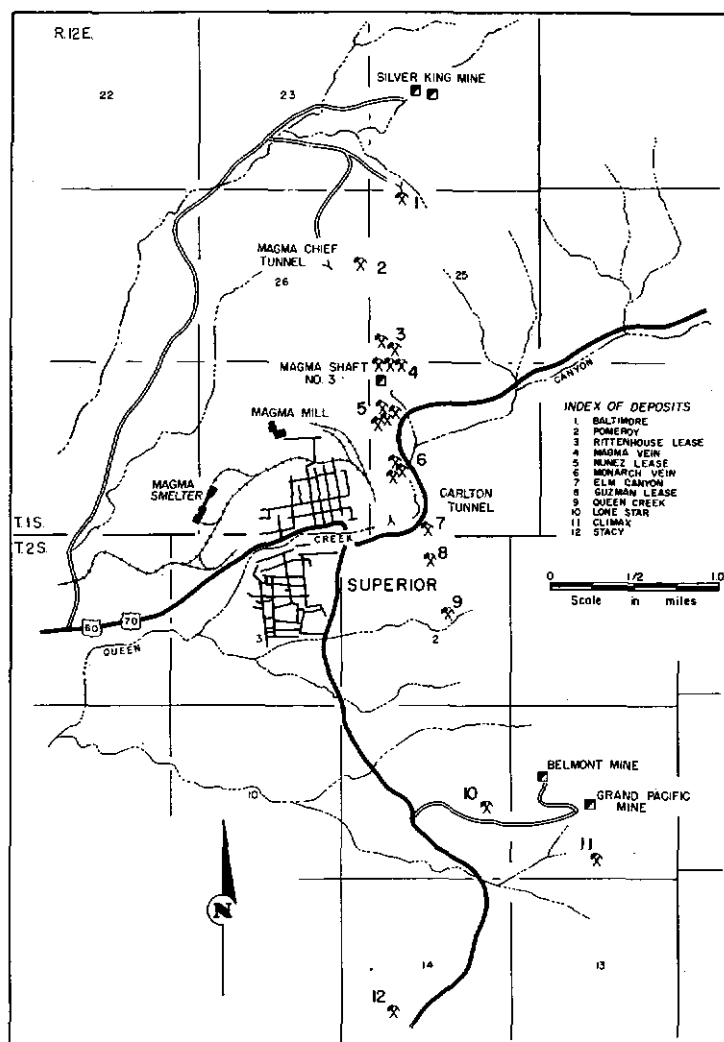 R.12E.
SILVER KING MINE
22
23
1
MAGMA CHIEF
TUNNEL
2
26
25
3
MAGMA SHAFT
NO. 3
4
CANYON
MAGMA MILL
5
INDEX OF DEPOSITS
1. BALTIMORE
2 POMEROY
3 RITTENHOUSE LEASE
4 MAGMA VEIN
5 NUNEZ LEASE
6 MONARCH VEIN
7 ELM CANYON
8 GUZMAN LEASE
9 QUEEN CREEK
10 LONE STAR
11 CLIMAX
12 STACY
6
MAGMA
SMELTER
CARLTON
TUNNEL
T.1S.
T.2S.
CREEK
7
8
SUPERIOR
0 1/2 1.0
Scale in miles
9
60
70
QUEEN
3
2
BELMONT MINE
10
GRAND PACIFIC
MINE
10
11
N
14
13
12